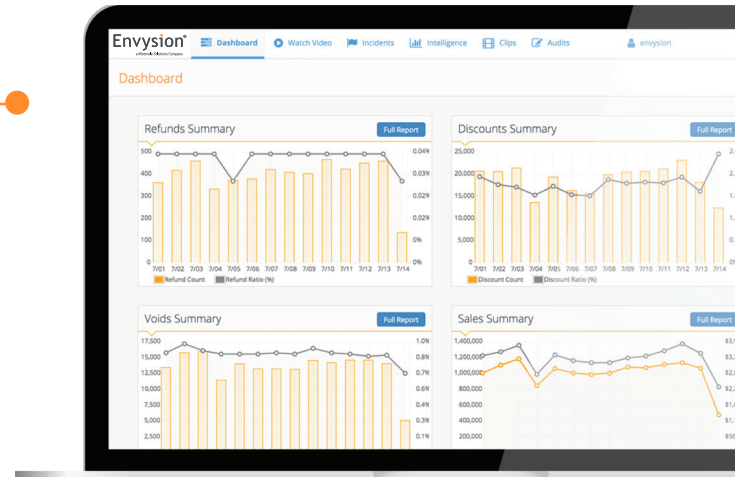 Envysion®
a Motorola Solutions Company
Dashboard Watch Video Incidents Intelligence Clips Audits envysion
Dashboard
Refunds Summary Full Report
500 0.04%
400 0.03%
300 0.02%
200 0.02%
100 0%
0 0%
7/01 7/02 7/03 7/04 7/05 7/06 7/07 7/08 7/09 7/10 7/11 7/12 7/13 7/14
Refund Count Refund Ratio (%)
Discounts Summary Full Report
25,000
20,000
15,000
10,000
5,000
0
7/01 7/02 7/03 7/04 7/05 7/06 7/07 7/08 7/09 7/10 7/11 7/12 7/13 7/14
Discount Count Discount Ratio (%)
Voids Summary Full Report
17,500 1.0%
15,000 0.8%
12,500 0.7%
10,000 0.6%
7,500 0.4%
5,000 0.3%
2,500 0.1%
Sales Summary Full Report
1,400,000
1,200,000
1,000,000
800,000
600,000
400,000
200,000